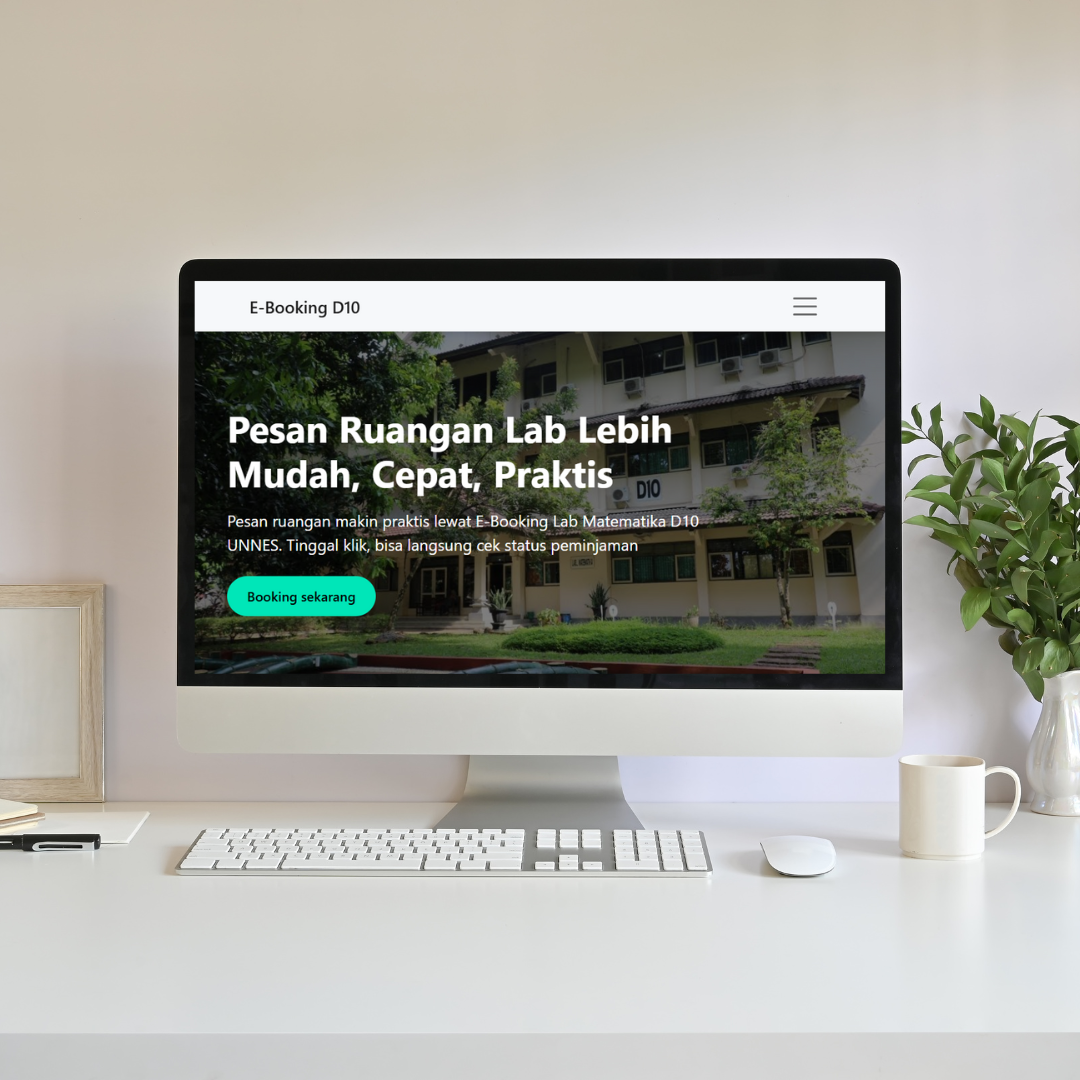 E-Booking D10
Pesan Ruangan Lab Lebih
Mudah, Cepat, Praktis
D10
Pesan ruangan makin praktis lewat E-Booking Lab Matematika D10
UNNES. Tinggal klik, bisa langsung cek status peminjaman
Booking sekarang